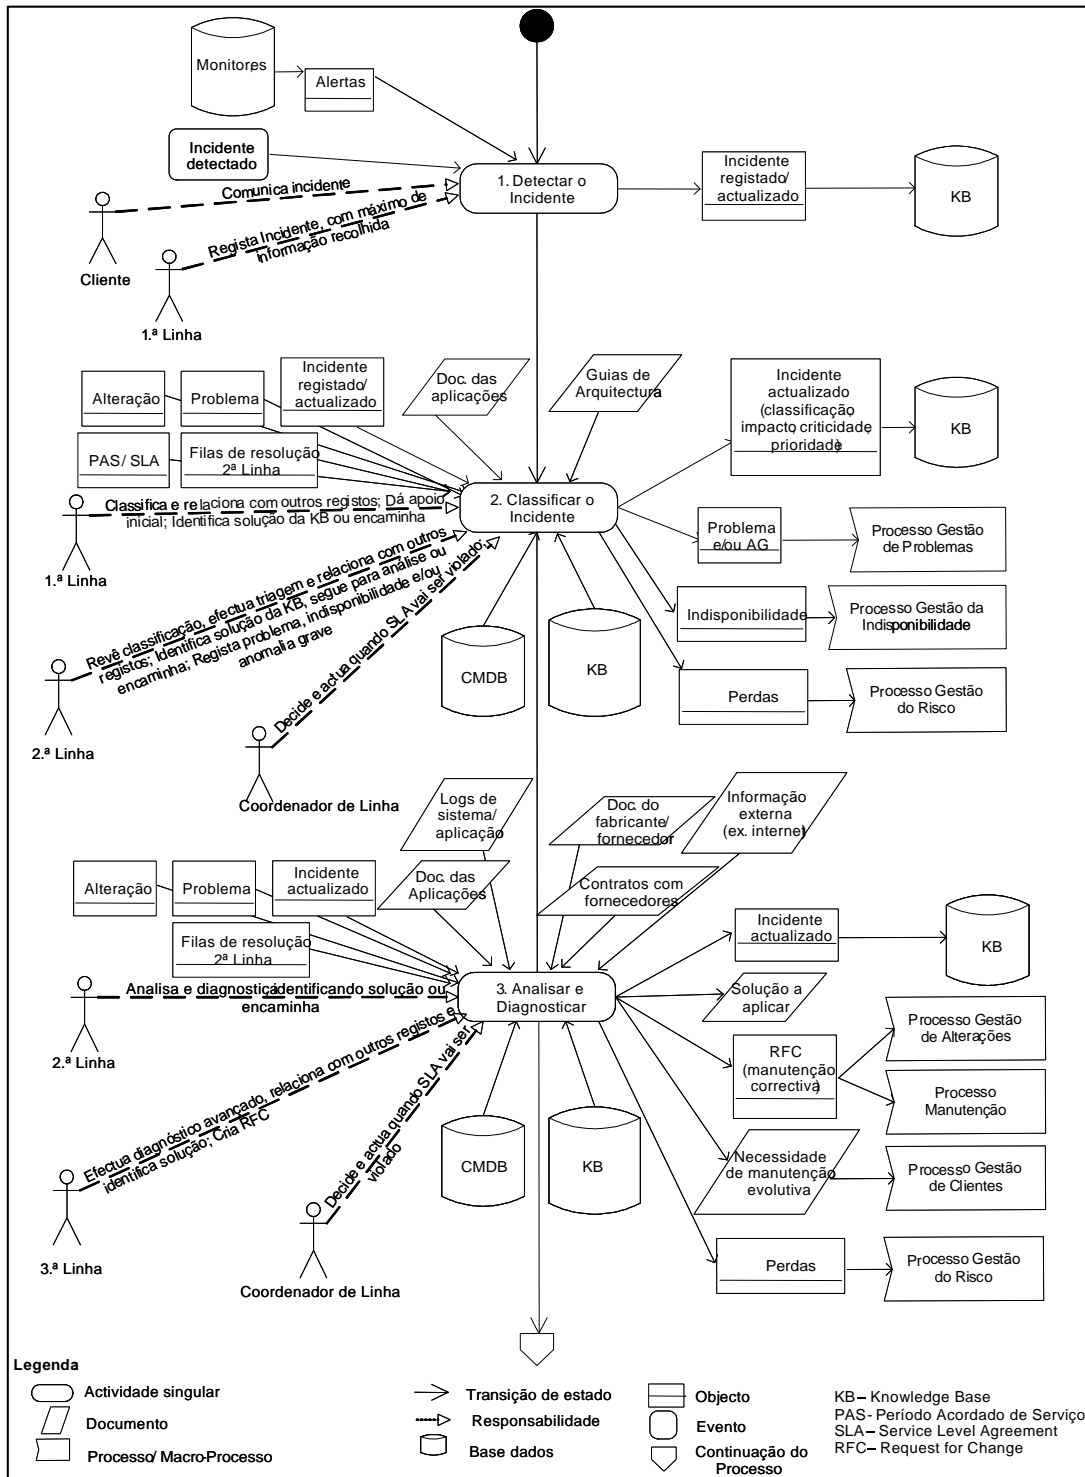 Monitores
Alertas
Incidente
detectado
Comunica incidente
1. Detectar o
Incidente
Incidente
registado/
actualizado
KB
Regista Incidente, com máximo de
informação recolhida
Cliente
1.ª Linha
Alteração
Problema
Incidente
registado/
actualizado
Doc. das
aplicações
Guias de
Arquitectura
Incidente
actualizado
(classificação,
impacto, criticidade,
prioridade)
KB
PAS/ SLA
Filas de resolução
2ª Linha
Classifica e relaciona com outros registos; Dá apoio
inicial; Identifica solução da KB ou encaminha
2. Classificar o
Incidente
1.ª Linha
Problema
e/ou AG
Processo Gestão
de Problemas
Revê classificação, efectua triagem e relaciona com outros
registos; Identifica solução da KB, segue para análise ou
encaminha; Regista problema, indisponibilidade e/ou
anomalia grave
Decide e actua quando SLA vai ser violado;
Indisponibilidade
Processo Gestão da
Indisponibilidade
CMDB
KB
Perdas
Processo Gestão
do Risco
2.ª Linha
Coordenador de Linha
Logs de
sistema/
aplicação
Doc. do
fabricante/
fornecedor
Informação
externa
(ex. interne)
Alteração
Problema
Incidente
actualizado
Doc. das
Aplicações
Contratos com
fornecedores
Filas de resolução
2ª Linha
Incidente
actualizado
KB
Analisa e diagnostica identificando solução ou
encaminha
3. Analisar e
Diagnosticar
Solução a
aplicar
2.ª Linha
Efectua diagnóstico avançado, relaciona com outros registos e
identifica solução; Cria RFC
Decide e actua quando SLA vai ser
violado
RFC
(manutenção
correctiva)
Processo Gestão
de Alterações
Processo
Manutenção
CMDB
KB
Necessidade
de manutenção
evolutiva
Processo Gestão
de Clientes
3.ª Linha
Coordenador de Linha
Perdas
Processo Gestão
do Risco
Legenda
Actividade singular
Documento
Processo/ Macro-Processo
Transição de estado
Responsabilidade
Base dados
Objecto
Evento
Continuação do
Processo
KB – Knowledge Base
PAS - Período Acordado de Serviço
SLA – Service Level Agreement
RFC – Request for Change